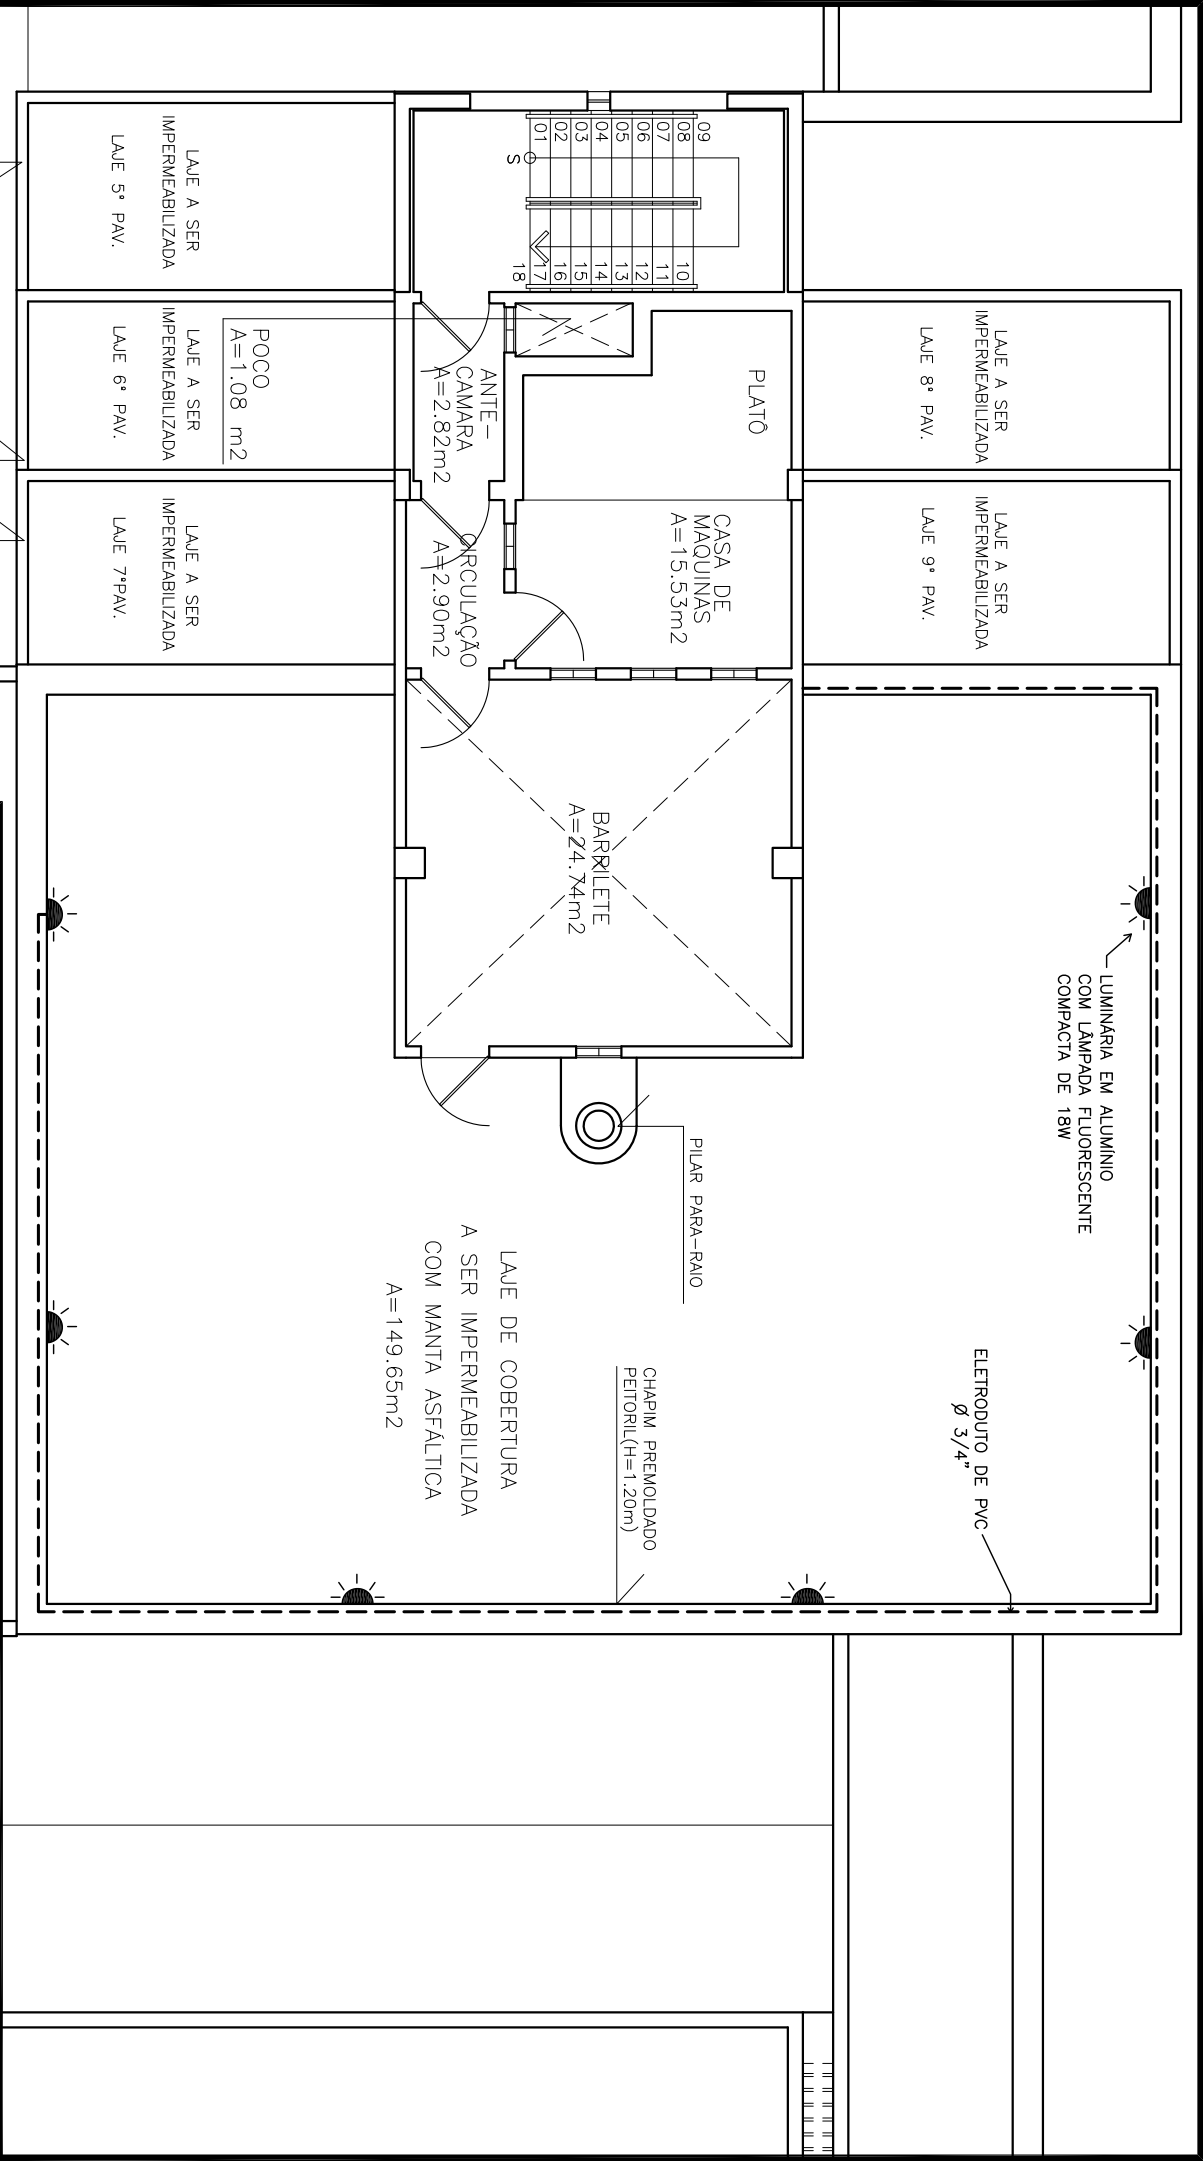 LAJE A SER
IMPERMEABILIZADA
LAJE 5° PAV.
LAJE A SER
IMPERMEABILIZADA
LAJE 6° PAV.
LAJE A SER
IMPERMEABILIZADA
LAJE 7°PAV.
LAJE A SER
IMPERMEABILIZADA
LAJE 8° PAV.
LAJE A SER
IMPERMEABILIZADA
LAJE 9° PAV.
09
08
07
06
05
04
03
02
01
S
10
11
12
13
14
15
16
17
18
POCO
A=1.08 m2
ANTE-
CAMARA
A=2.82m2
CIRCULAÇÃO
A=2.90m2
PLATÔ
CASA DE
MAQUINAS
A=15.53m2
BARRILETE
A=24.74m2
LUMINÁRIA EM ALUMÍNIO
COM LÂMPADA FLUORESCENTE
COMPACTA DE 18W
PILAR PARA-RAIO
ELETRODUTO DE PVC
Ø 3/4"
CHAPIM PREMOLDADO
PEITORIL(H=1.20m)
LAJE DE COBERTURA
A SER IMPERMEABILIZADA
COM MANTA ASFÁLTICA
A=149.65m2